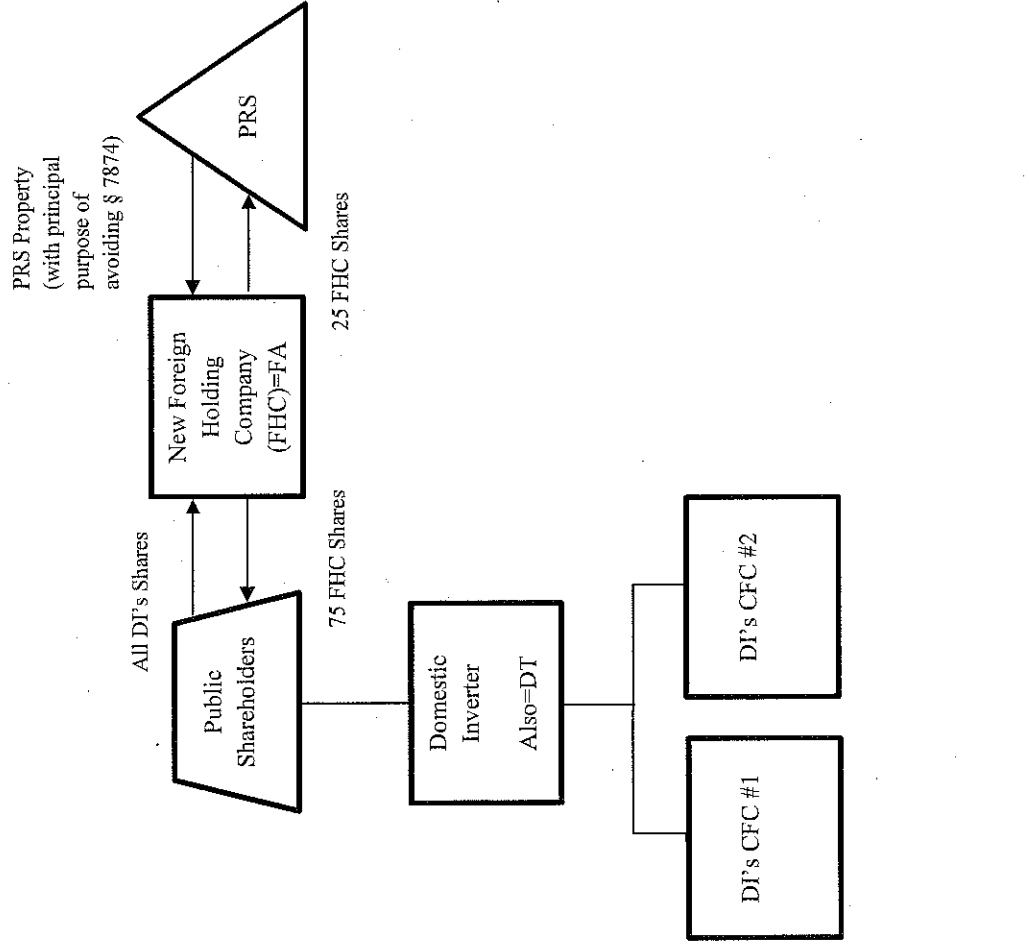 PRS Property
(with principal
purpose of
avoiding § 7874)
All DI's Shares
Public
Shareholders
75 FHC Shares
New Foreign
Holding
Company
(FHC)=FA
25 FHC Shares
PRS
Domestic
Inverter
Also=DT
DI's CFC #1
DI's CFC #2